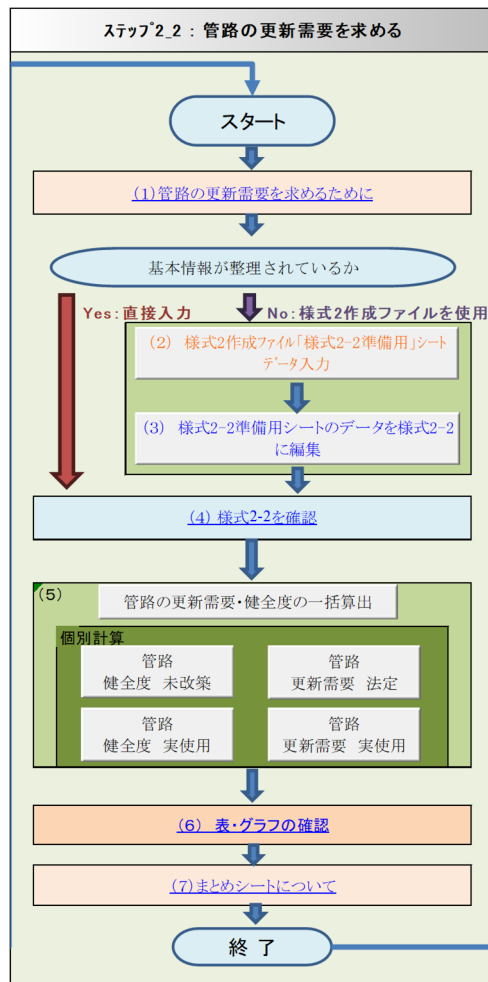 ステップ2_2 : 管路の更新需要を求める
スタート
(1)管路の更新需要を求めるために
基本情報が整理されているか
Yes:直接入力
No:様式2作成ファイルを使用
(2) 様式2作成ファイル「様式2-2準備用」シート
データ入力
(3) 様式2-2準備用シートのデータを様式2-2
に編集
(4)様式2-2を確認
(5)
管路の更新需要・健全度の一括算出
個別計算
管路
健全度 未改築
管路
更新需要 法定
管路
健全度 実使用
管路
更新需要 実使用
(6) 表・グラフの確認
(7)まとめシートについて
終 了